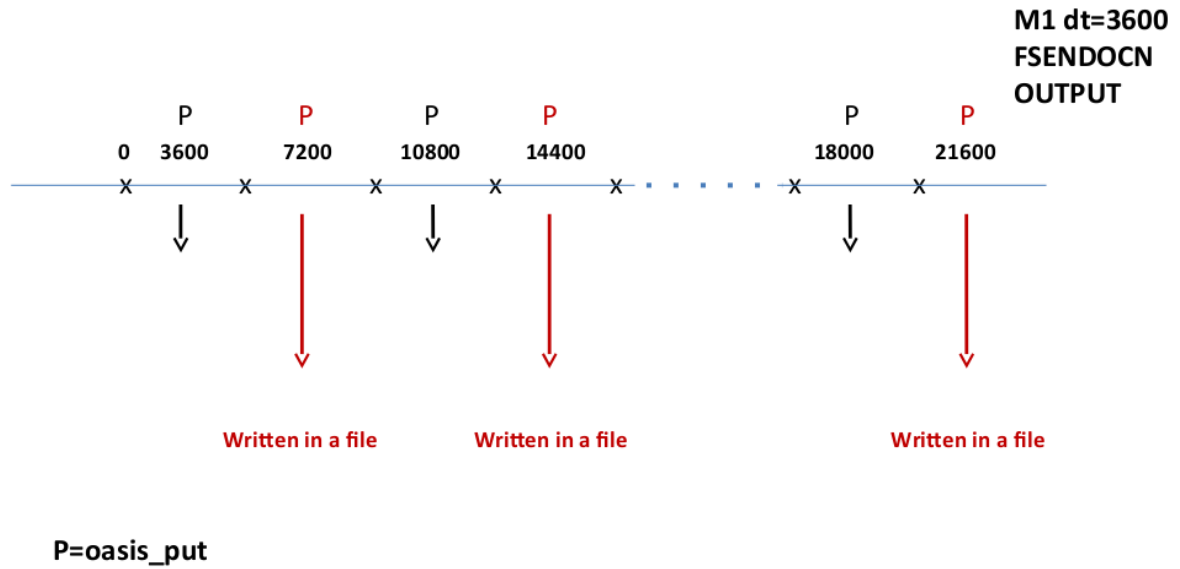 M1 dt=3600
FSENDOCN
OUTPUT
P P P P P P
0 3600 7200 10800 14400 18000 21600
x x x x x x x
Written in a file Written in a file Written in a file
P=oasis_put